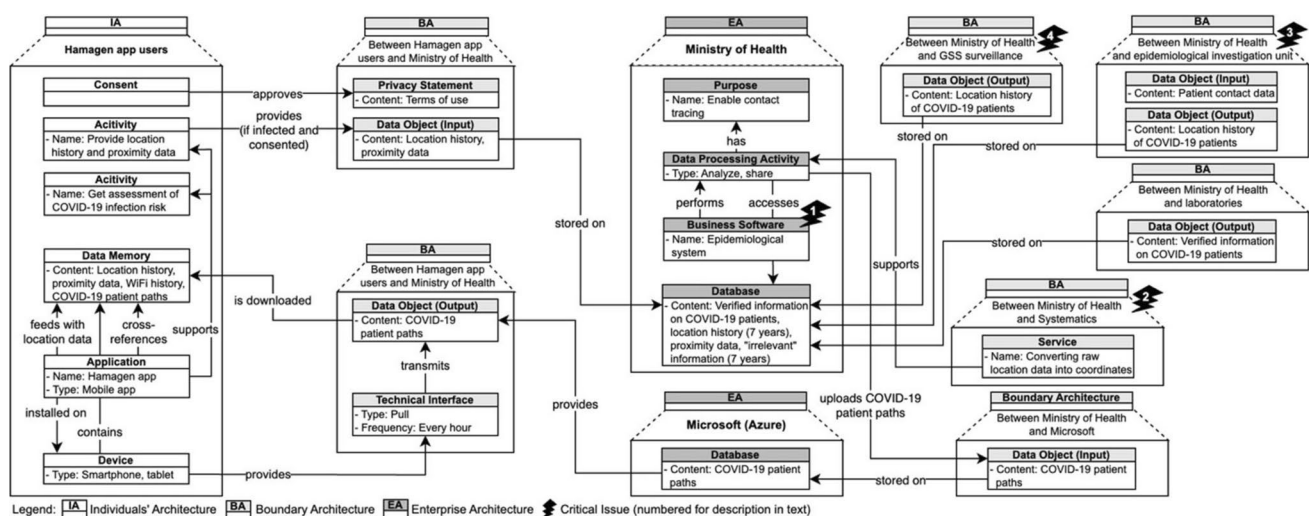 IA
Hamagen app users
Consent
Acitivity
- Name: Provide location
history and proximity data
Acitivity
- Name: Get assessment of
COVID-19 infection risk
Data Memory
- Content: Location history,
proximity data, WiFi history,
COVID-19 patient paths
feeds with
location data
cross-
references
supports
Application
- Name: Hamagen app
- Type: Mobile app
installed on
contains
Device
- Type: Smartphone, tablet
approves
provides
(if infected and
consented)
is downloaded
provides
BA
Between Hamagen app
users and Ministry of Health
Privacy Statement
- Content: Terms of use
Data Object (Input)
- Content: Location history,
proximity data
stored on
BA
Between Hamagen app
users and Ministry of Health
Data Object (Output)
- Content: COVID-19
patient paths
transmits
Technical Interface
- Type: Pull
- Frequency: Every hour
provides
EA
Ministry of Health
Purpose
- Name: Enable contact
tracing
has
Data Processing Activity
- Type: Analyze, share
performs
accesses
1
Business Software
- Name: Epidemiological
system
Database
- Content: Verified information
on COVID-19 patients,
location history (7 years),
proximity data, "irrelevant"
information (7 years)
EA
Microsoft (Azure)
Database
- Content: COVID-19 patient
paths
supports
uploads COVID-19
patient paths
stored on
BA
4
Between Ministry of Health
and GSS surveillance
Data Object (Output)
- Content: Location history
of COVID-19 patients
stored on
BA
3
Between Ministry of Health
and epidemiological investigation unit
Data Object (Input)
- Content: Patient contact data
Data Object (Output)
- Content: Location history
of COVID-19 patients
stored on
BA
Between Ministry of Health
and laboratories
Data Object (Output)
- Content: Verified information
on COVID-19 patients
stored on
BA
2
Between Ministry of Health
and Systematics
Service
- Name: Converting raw
location data into coordinates
Boundary Architecture
Between Ministry of Health
and Microsoft
Data Object (Input)
- Content: COVID-19 patient
paths
Legend: IA Individuals' Architecture BA Boundary Architecture EA Enterprise Architecture Critical Issue (numbered for description in text)